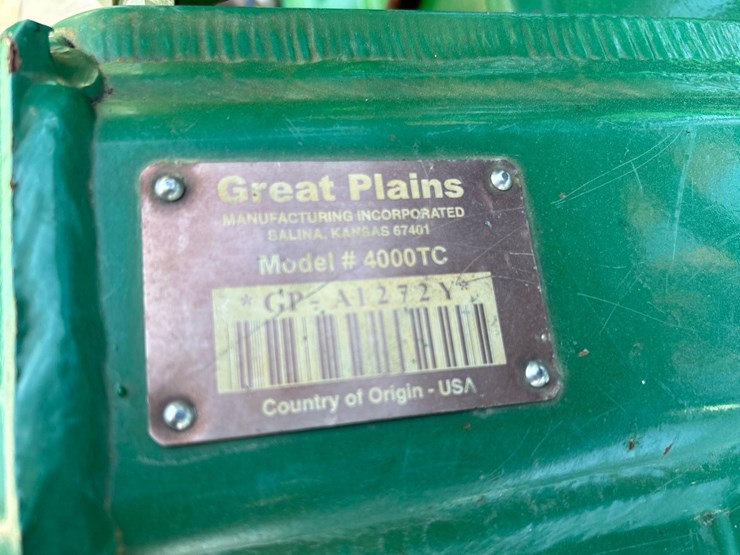 Great Plains
MANUFACTURING INCORPORATED
SALINA, KANSAS 67401
Model # 4000TC
*GP-A1272Y*
Country of Origin - USA